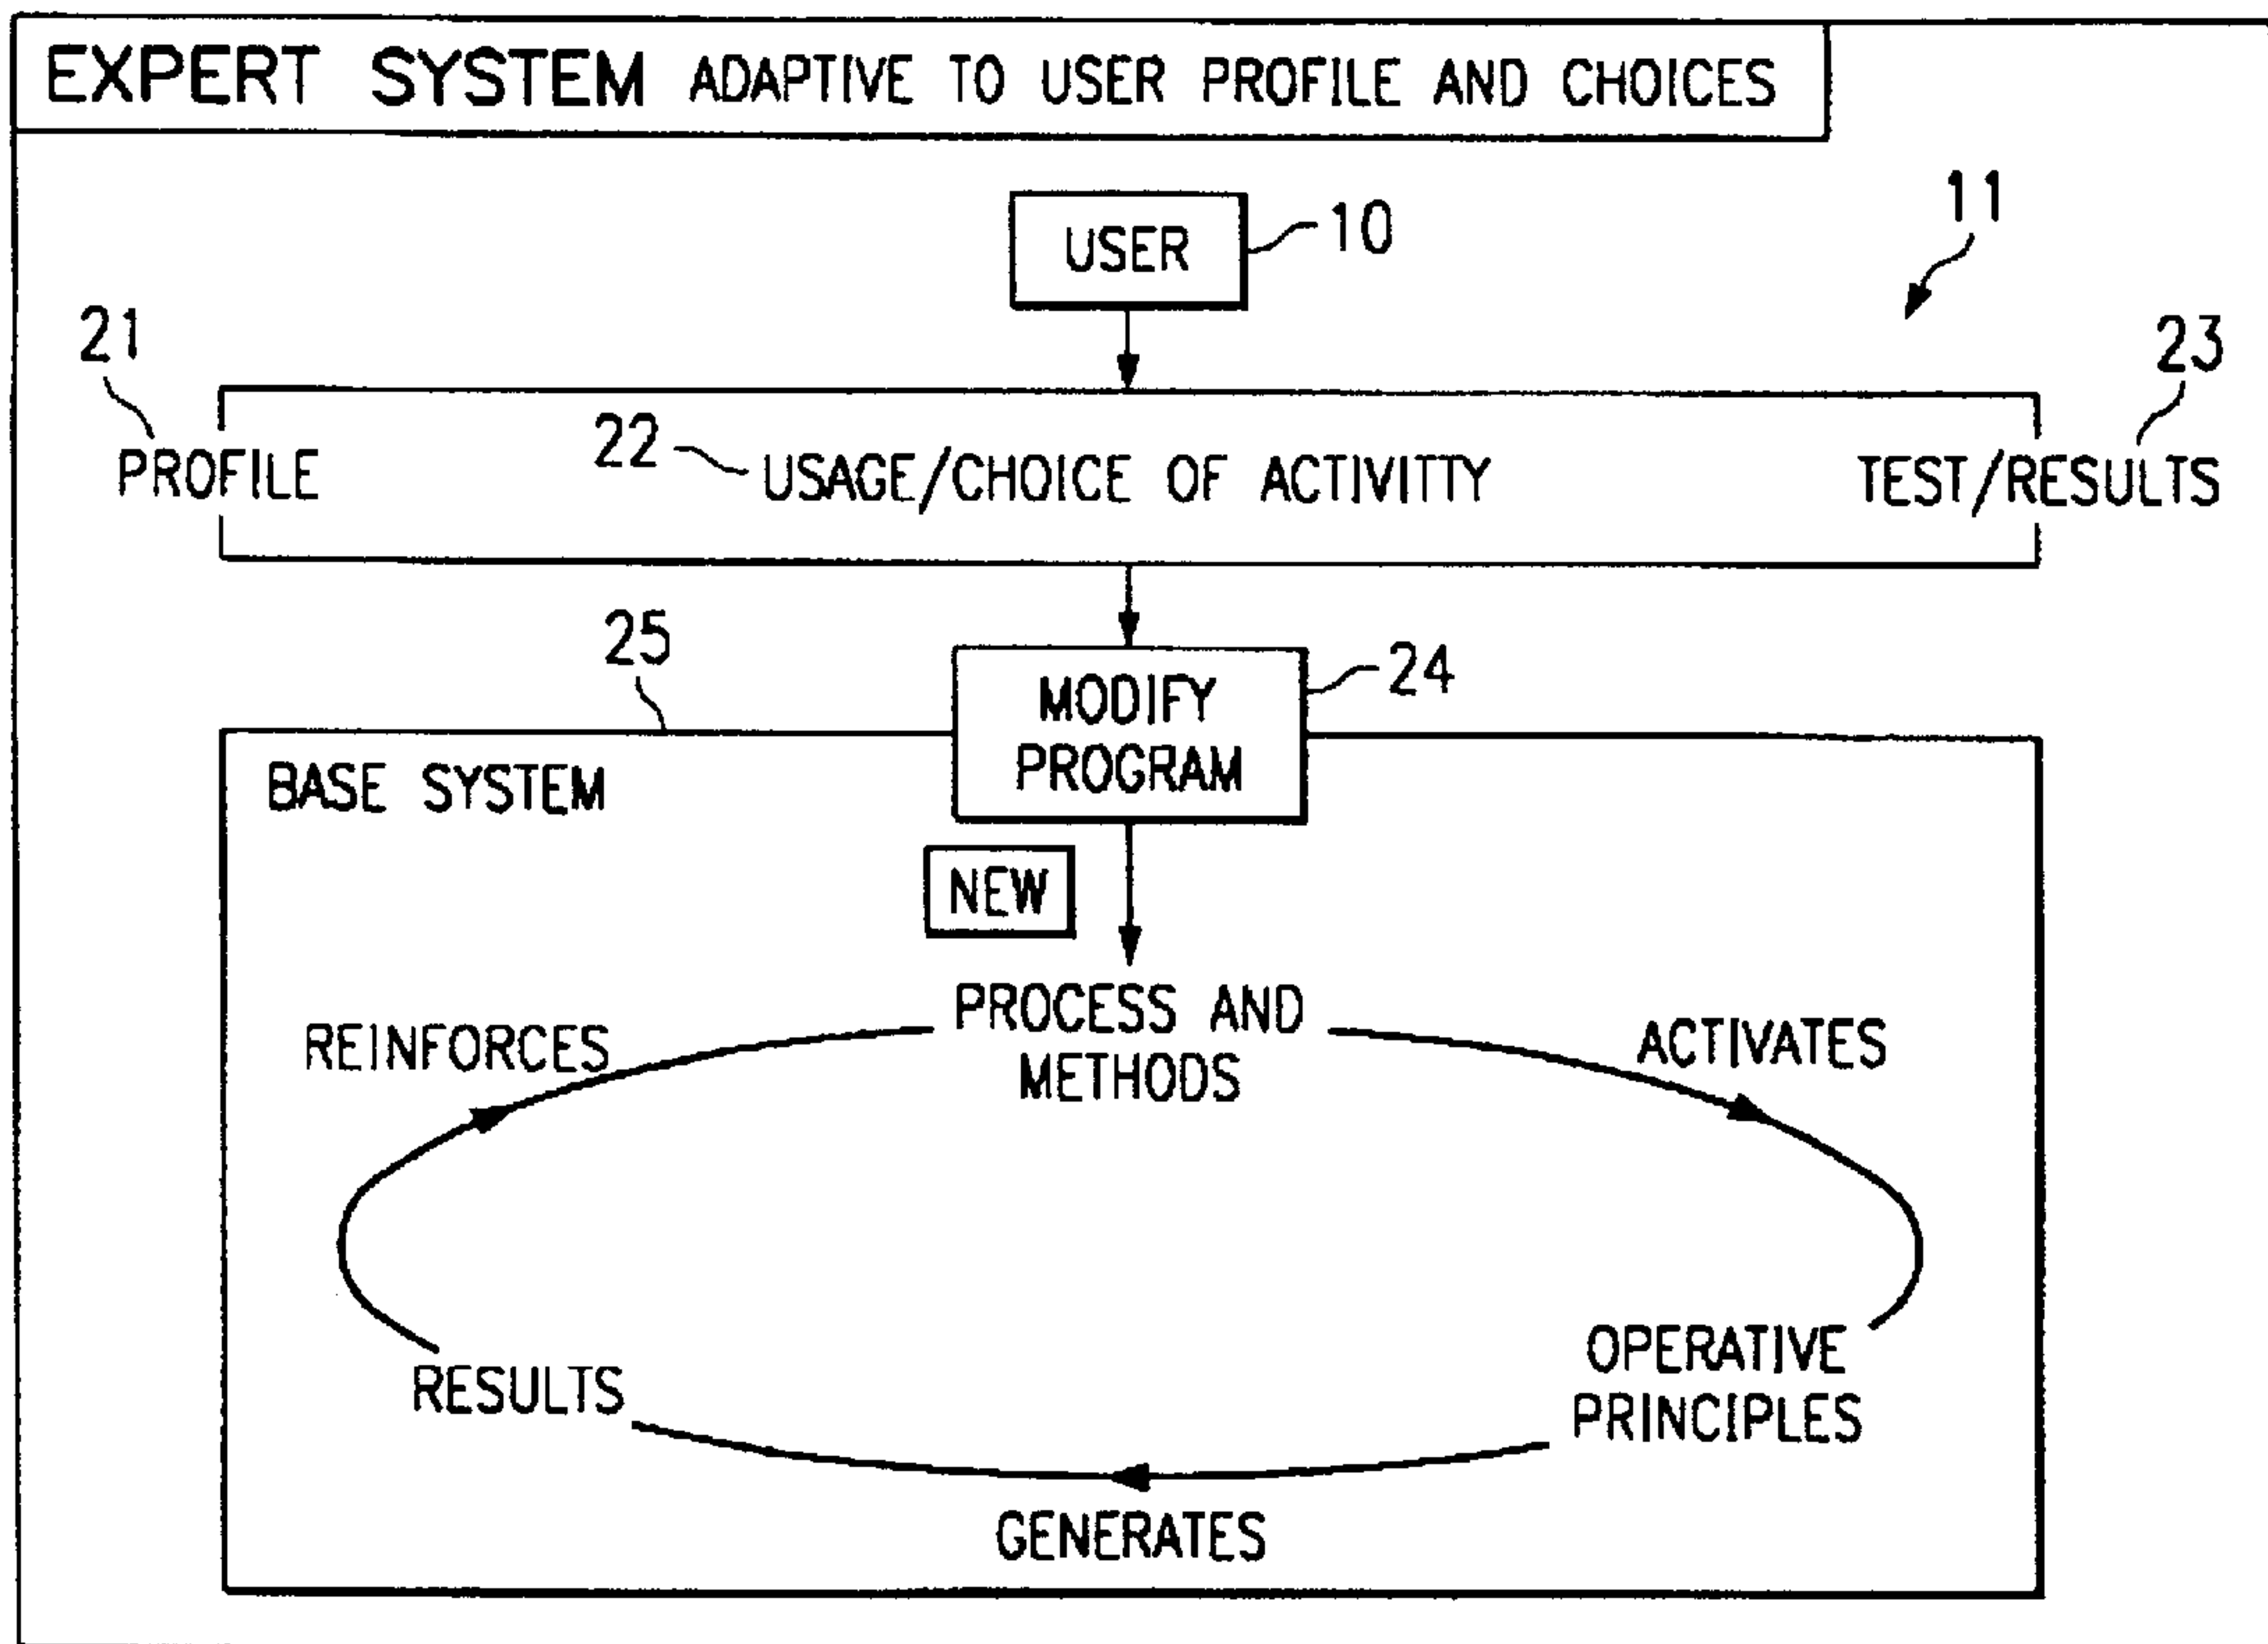 EXPERT SYSTEM ADAPTIVE TO USER PROFILE AND CHOICES
USER
10
11
21
23
PROFILE
22
USAGE/CHOICE OF ACTIVITTY
TEST/RESULTS
25
MODIFY
PROGRAM
24
BASE SYSTEM
NEW
PROCESS AND
METHODS
REINFORCES
ACTIVATES
OPERATIVE
PRINCIPLES
RESULTS
GENERATES